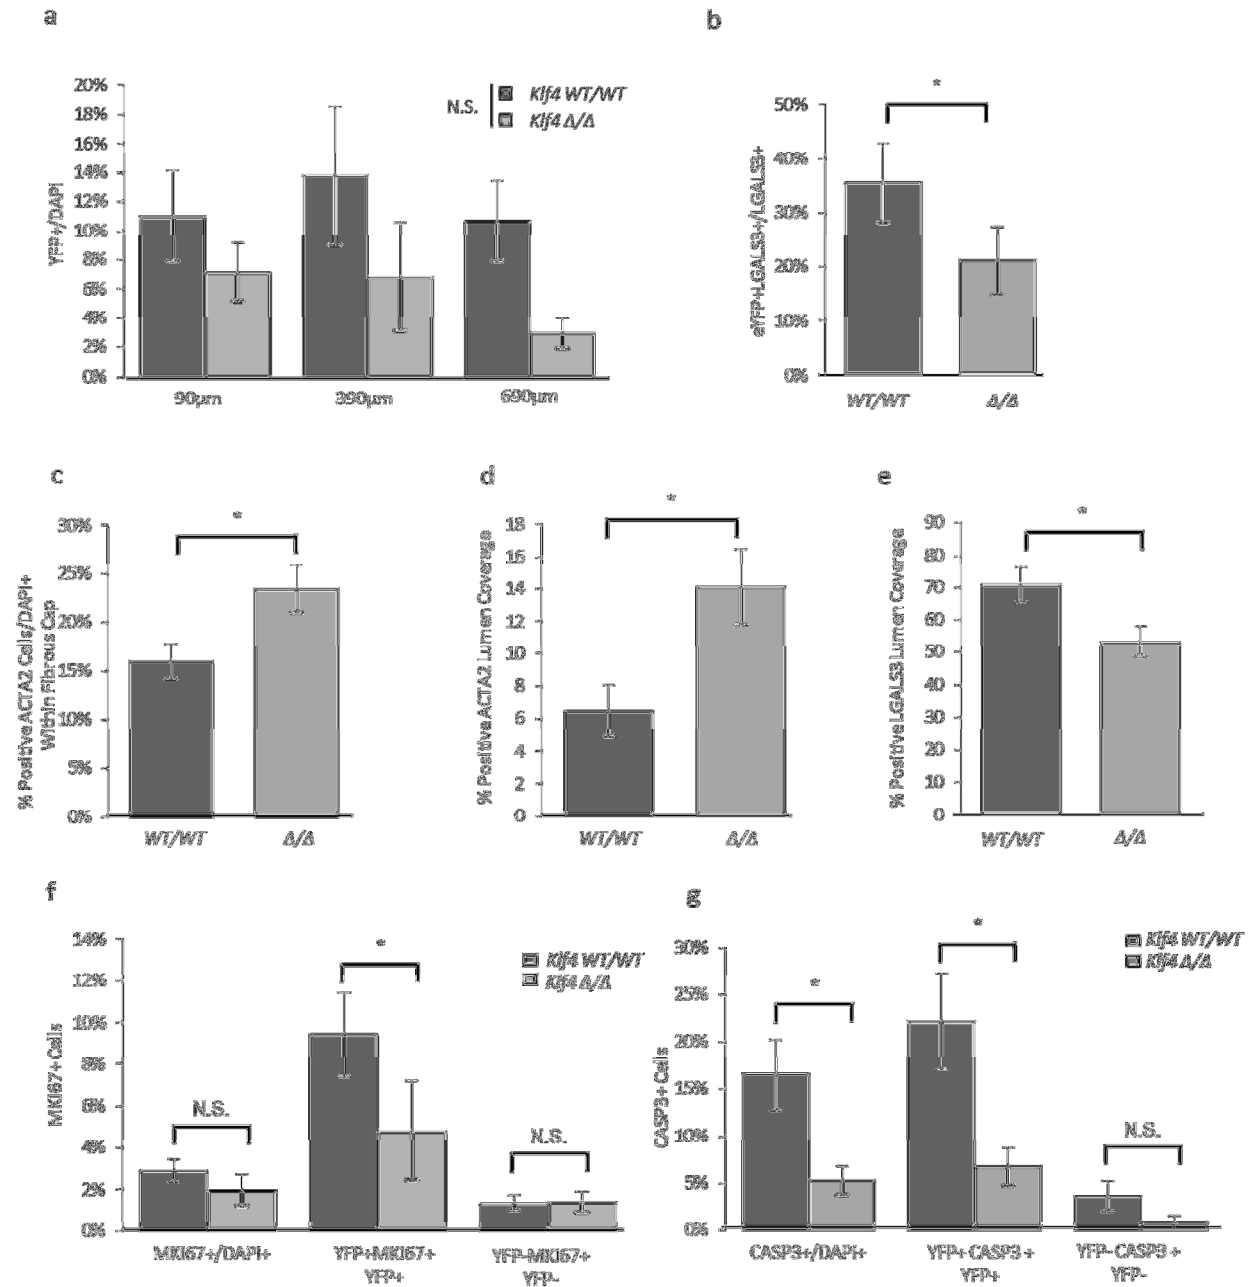 a
20%
18%
16%
14%
12%
10%
8%
6%
4%
2%
0%
YFP+/DAPI
N.S.
Klf4 WT/WT
Klf4 Δ/Δ
90μm
390μm
690μm
b
50%
40%
30%
20%
10%
0%
eYFP+LGALS3+/LGALS3+
*
WT/WT
Δ/Δ
c
30%
25%
20%
15%
10%
5%
0%
% Positive ACTA2 Cells/DAPI+
Within Fibrous Cap
*
WT/WT
Δ/Δ
d
18
16
14
12
10
8
6
4
2
0
% Positive ACTA2 Lumen Coverage
*
WT/WT
Δ/Δ
e
90
80
70
60
50
40
30
20
10
0
% Positive LGALS3 Lumen Coverage
*
WT/WT
Δ/Δ
f
14%
12%
10%
8%
6%
4%
2%
0%
MKI67+ Cells
Klf4 WT/WT
Klf4 Δ/Δ
N.S.
*
N.S.
MKI67+/DAPI+
YFP+MKI67+
YFP+
YFP-MKI67+
YFP-
g
30%
25%
20%
15%
10%
5%
0%
CASP3+ Cells
Klf4 WT/WT
Klf4 Δ/Δ
*
*
N.S.
CASP3+/DAPI+
YFP+ CASP3 +
YFP+
YFP- CASP3 +
YFP-